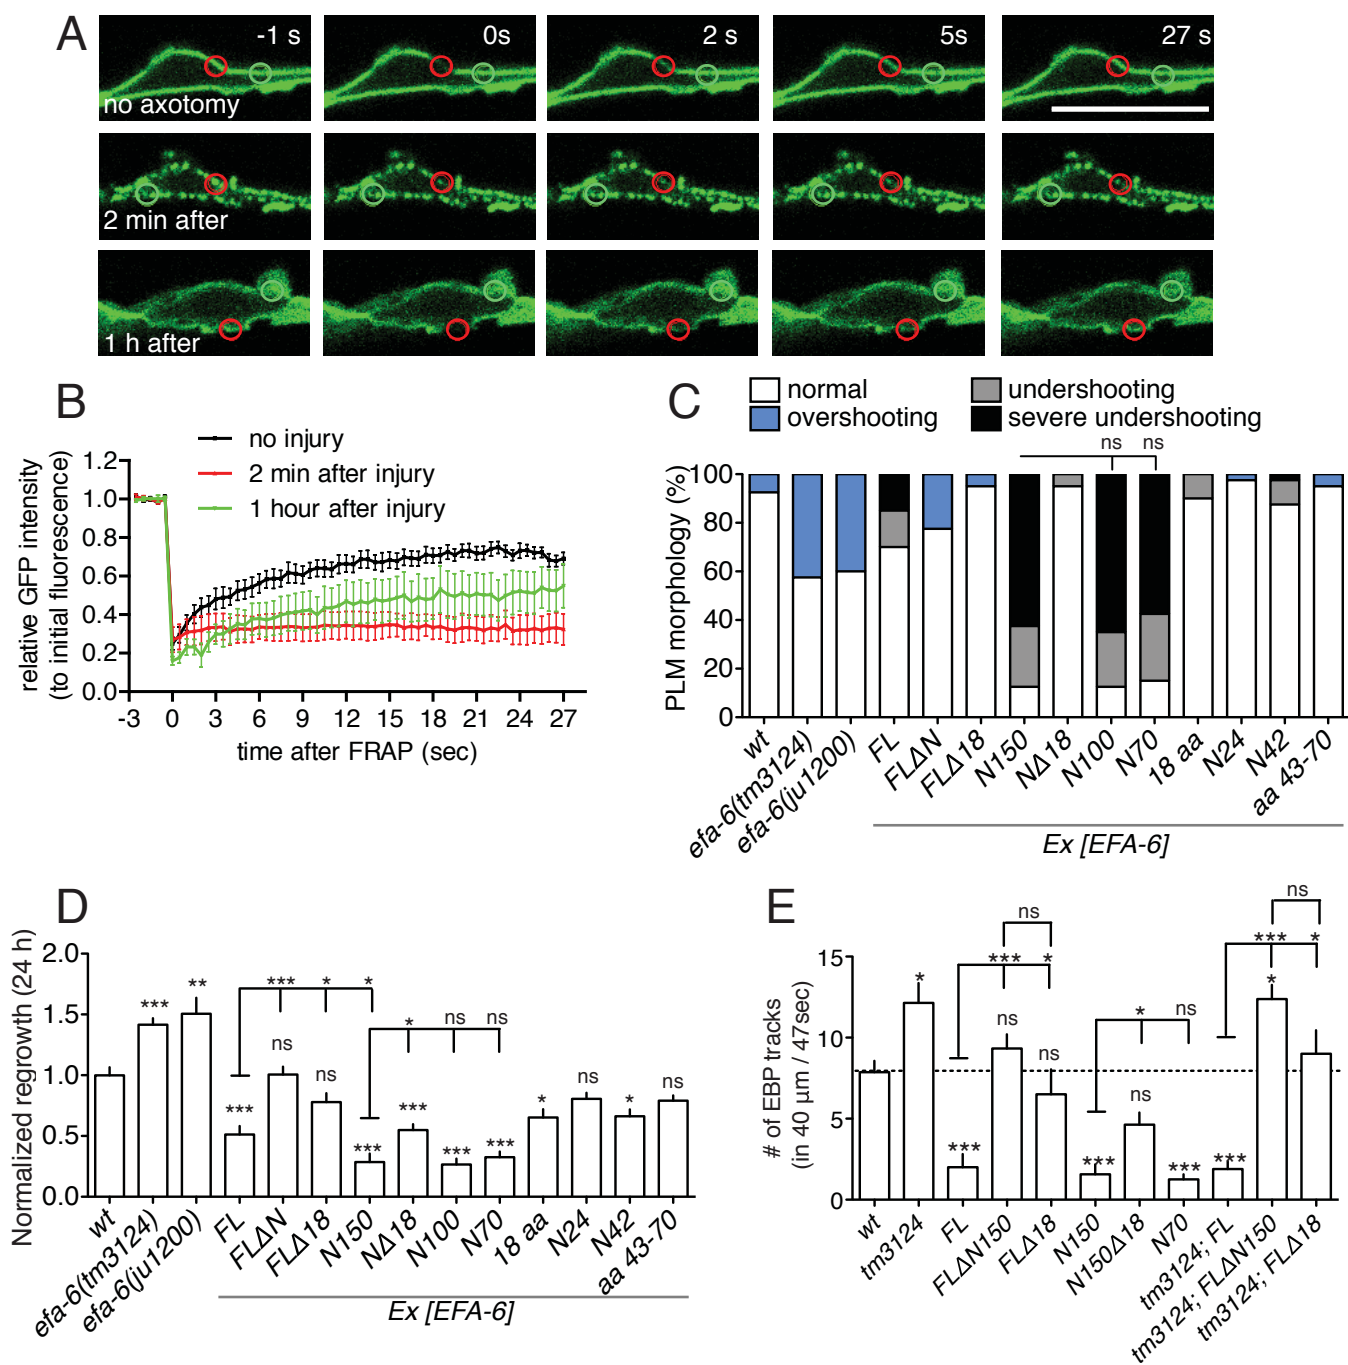 A
-1 s
0s
2 s
5s
27 s
no axotomy
2 min after
1 h after
B
no injury
2 min after injury
1 hour after injury
relative GFP intensity
(to initial fluorescence)
1.2
1.0
0.8
0.6
0.4
0.2
0.0
-3 0 3 6 9 12 15 18 21 24 27
time after FRAP (sec)
C
normal
undershooting
overshooting
severe undershooting
ns ns
PLM morphology (%)
100
80
60
40
20
0
wt
efa-6(tm3124)
efa-6(ju1200)
FL
FLΔN
FLΔ18
N150
NΔ18
N100
N70
18 aa
N24
N42
aa 43-70
Ex [EFA-6]
D
Normalized regrowth (24 h)
2.0
1.5
1.0
0.5
0.0
*** ** *** * *
* ns ns
ns ns
*** *** *** *** *** * ns * ns
wt
efa-6(tm3124)
efa-6(ju1200)
FL
FLΔN
FLΔ18
N150
NΔ18
N100
N70
18 aa
N24
N42
aa 43-70
Ex [EFA-6]
E
# of EBP tracks
(in 40 µm / 47sec)
15
10
5
0
ns ns
*** * *** *
* *
ns * ns
ns ns
*** *** *** ***
wt
tm3124
FL
FLΔN150
FLΔ18
N150
N150Δ18
N70
tm3124; FL
tm3124; FLΔN150
tm3124; FLΔ18